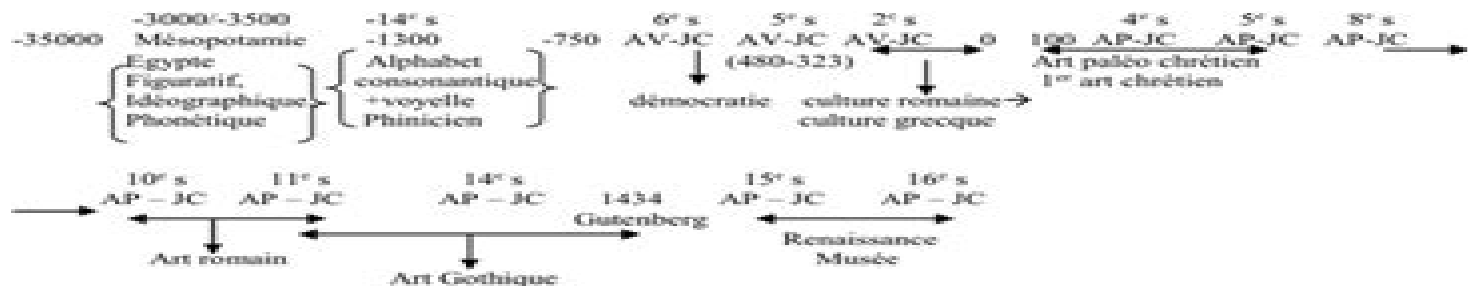 -3000/-3500 -14e s 6e s 5e s 2e s 4e s 5e s 8e s
-35000 Mésopotamie -1300 -750 AV-JC AV-JC AV-JC 0 100 AP-JC AP-JC AP-JC
Egypte Alphabet (480-323) Art paléo chrétien
Figuratif, consonantique 1er art chrétien
Idéographique +voyelle démocratie culture romaine
Phonétique Phinicien culture grecque
10e s 11e s 14e s 15e s 16e s
AP – JC AP – JC AP – JC 1434 AP – JC AP – JC
Gutenberg
Renaissance
Art romain Musée
Art Gothique